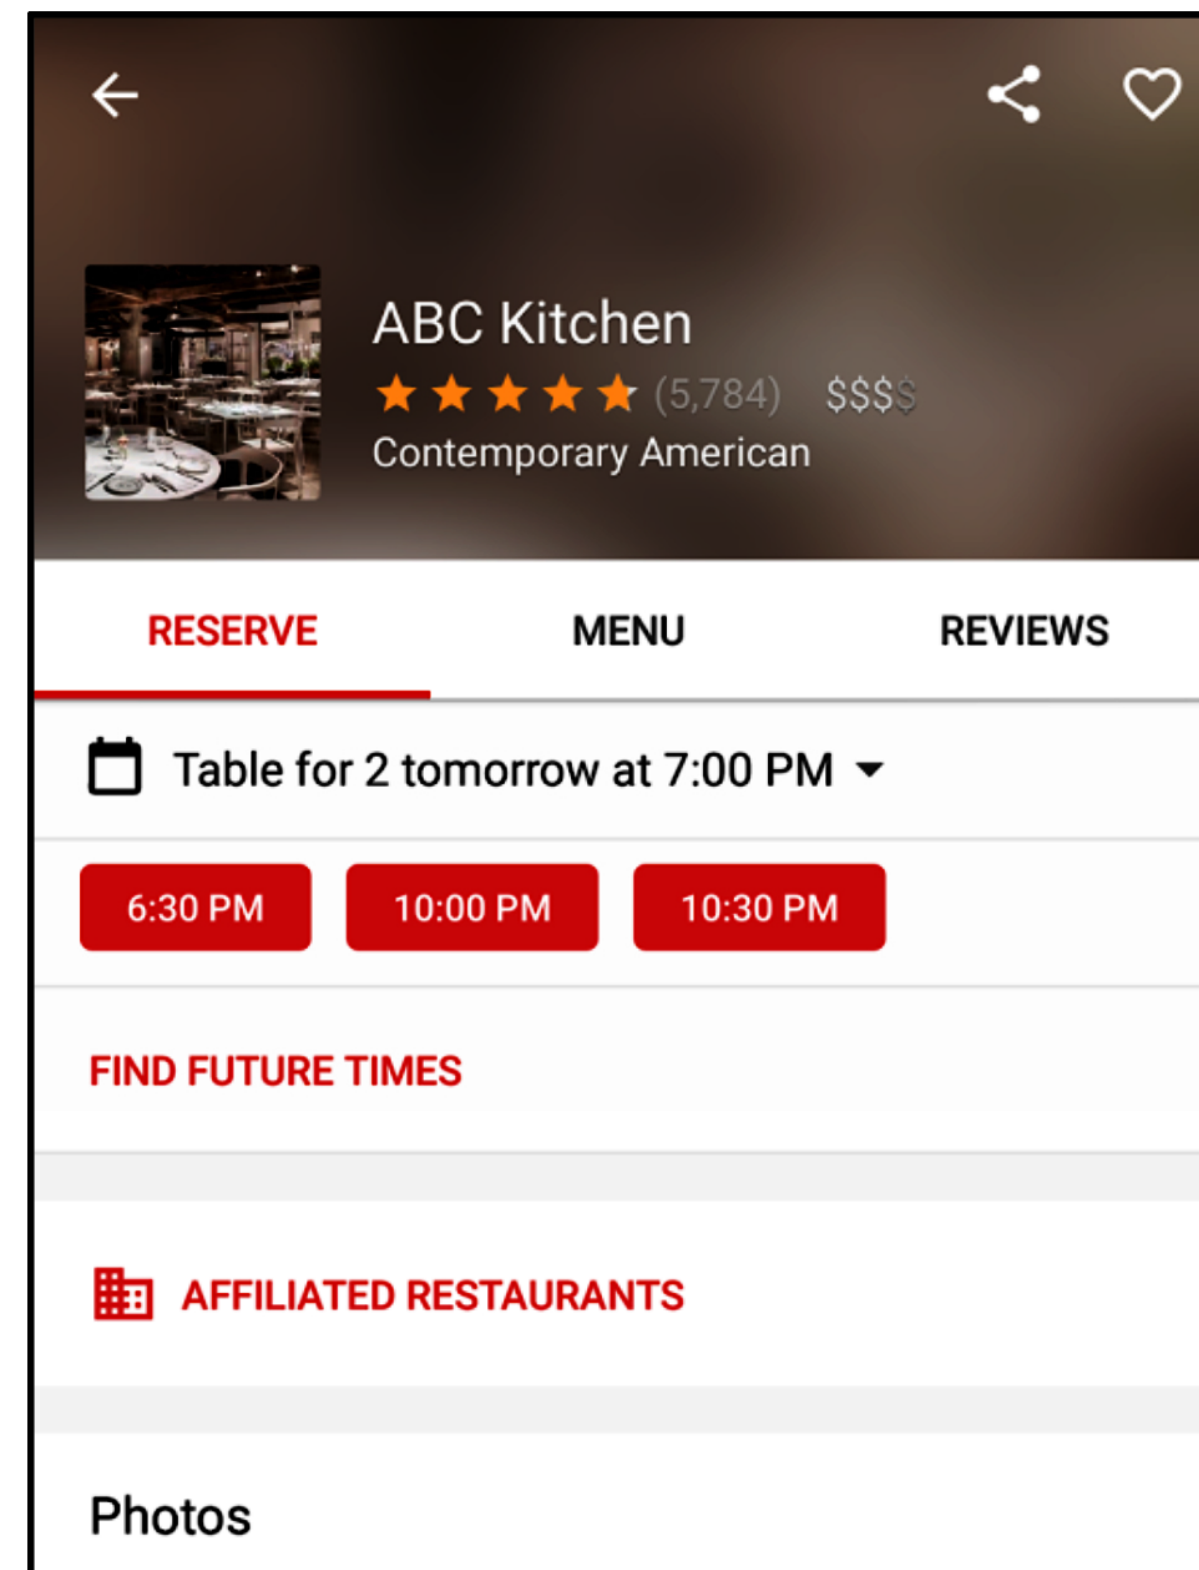 ABC Kitchen
(5,784) $$$$
Contemporary American
RESERVE MENU REVIEWS
Table for 2 tomorrow at 7:00 PM
6:30 PM 10:00 PM 10:30 PM
FIND FUTURE TIMES
AFFILIATED RESTAURANTS
Photos